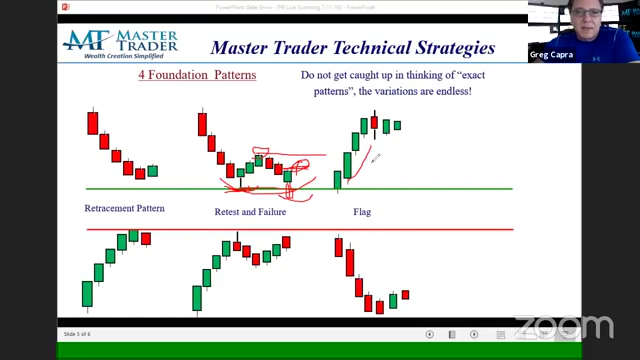 PowerPoint Slide Show - [PR Live Scanning 7-11-18] - PowerPoint
MT MASTER TRADER
Wealth Creation Simplified
Master Trader Technical Strategies
Greg Capra
4 Foundation Patterns
Do not get caught up in thinking of “exact
patterns”, the variations are endless!
Retracement Pattern
Retest and Failure
Flag
Slide 5 of 6
zoom